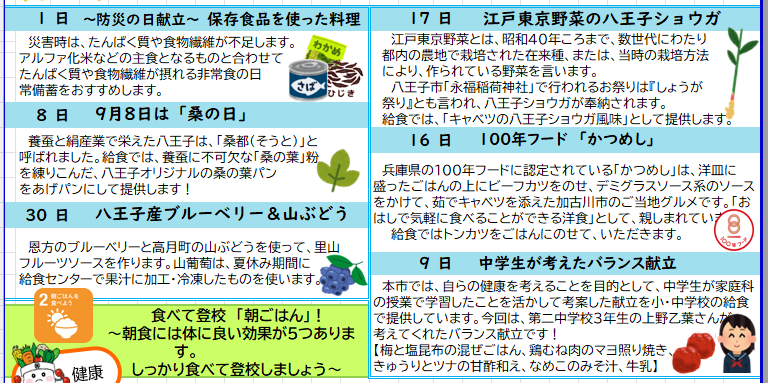 1 日 ～防災の日献立～ 保存食品を使った料理
災害時は、たんぱく質や食物繊維が不足します。
アルファ化米などの主食となるものと合わせて
たんぱく質や食物繊維が摂れる非常食の日
常備蓄をおすすめします。
わかめ
さば
ひじき
8 日 9月8日は「桑の日」
養蚕と絹産業で栄えた八王子は、「桑都（そうと）」と
呼ばれました。給食では、養蚕に不可欠な「桑の葉」粉
を練りこんだ、八王子オリジナルの桑の葉パン
をあげパンにして提供します！
30 日 八王子産ブルーベリー＆山ぶどう
恩方のブルーベリーと高月町の山ぶどうを使って、里山
フルーツソースを作ります。山葡萄は、夏休み期間に
給食センターで果汁に加工・冷凍したものを使います。
2 朝ごはんを
食べよう
食べて登校 「朝ごはん」！
～朝食には体に良い効果が5つありま
す。
しっかり食べて登校しましょう～
健康
17 日 江戸東京野菜の八王子ショウガ
江戸東京野菜とは、昭和40年ころまで、数世代にわたり
都内の農地で栽培された在来種、または、当時の栽培方法
により、作られている野菜を言います。
八王子市「永福稲荷神社」で行われるお祭りは『しょうが
祭り』とも言われ、八王子ショウガが奉納されます。
給食では、「キャベツの八王子ショウガ風味」として提供します。
16 日 100年フード 「かつめし」
兵庫県の100年フードに認定されている「かつめし」は、洋皿に
盛ったごはんの上にビーフカツをのせ、デミグラスソース系のソース
をかけて、茹でキャベツを添えた加古川市のご当地グルメです。「お
はしで気軽に食べることができる洋食」として、親しまれていま
給食ではトンカツをごはんにのせて、いただきます。
100年フード
9 日 中学生が考えたバランス献立
本市では、自らの健康を考えることを目的として、中学生が家庭科
の授業で学習したことを活かして考案した献立を小・中学校の給食
で提供しています。今回は、第二中学校3年生の上野乙葉さんが
考えてくれたバランス献立です！
【梅と塩昆布の混ぜごはん、鶏むね肉のマヨ照り焼き、
きゅうりとツナの甘酢和え、なめこのみそ汁、牛乳】